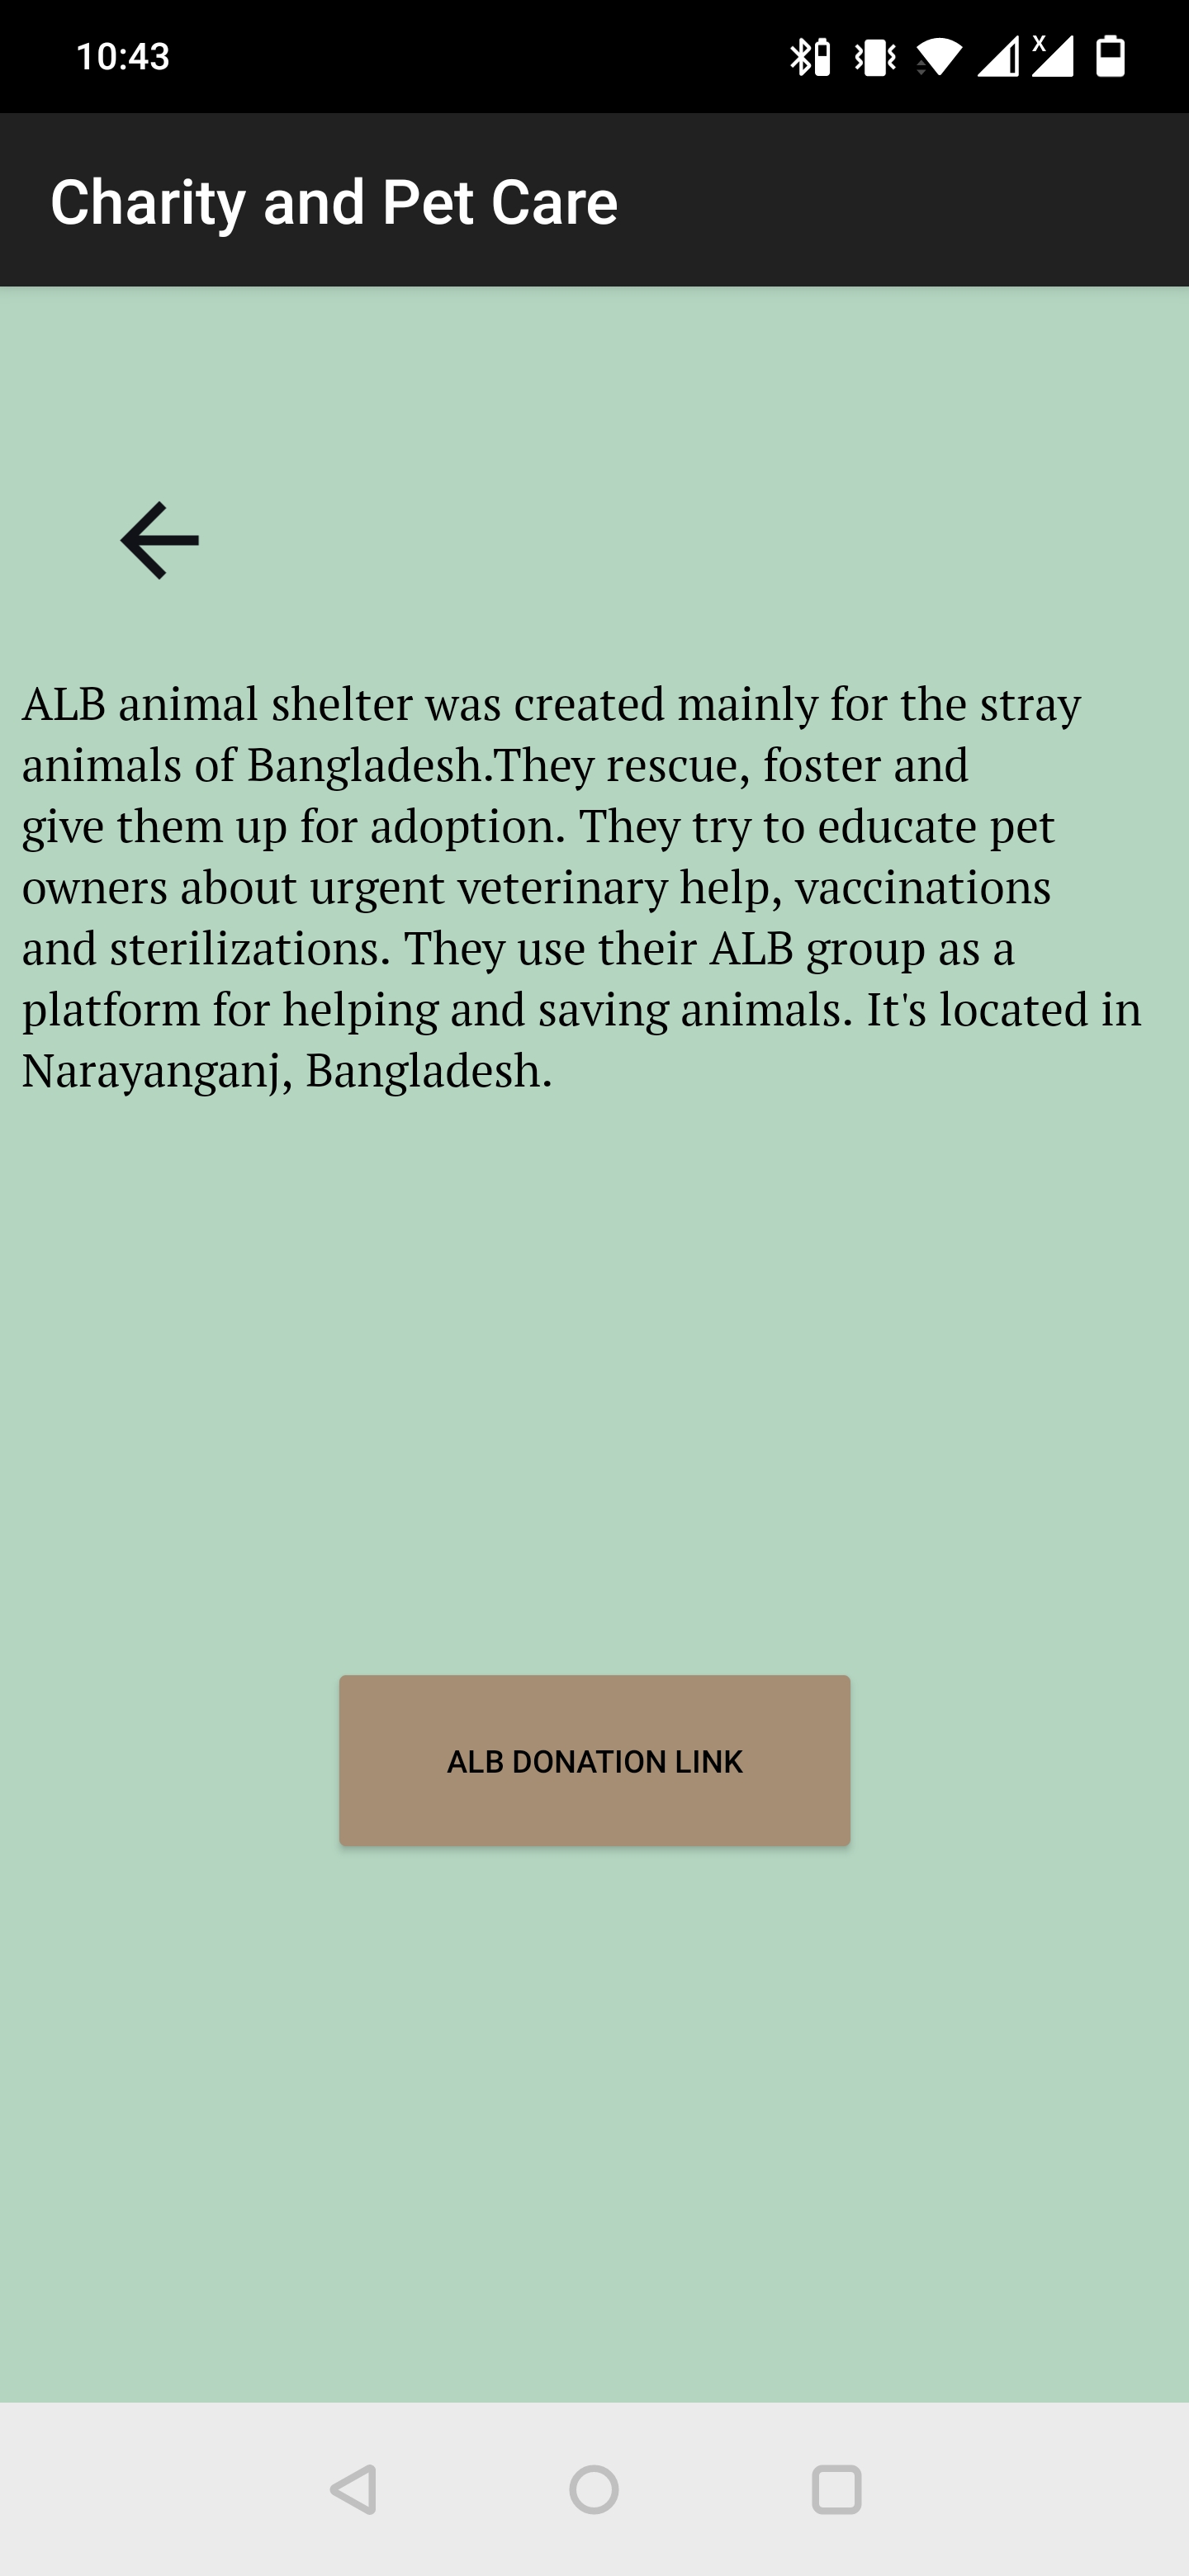 10:43
X
Charity and Pet Care
ALB animal shelter was created mainly for the stray
animals of Bangladesh.They rescue, foster and
give them up for adoption. They try to educate pet
owners about urgent veterinary help, vaccinations
and sterilizations. They use their ALB group as a
platform for helping and saving animals. It's located in
Narayanganj, Bangladesh.
ALB DONATION LINK